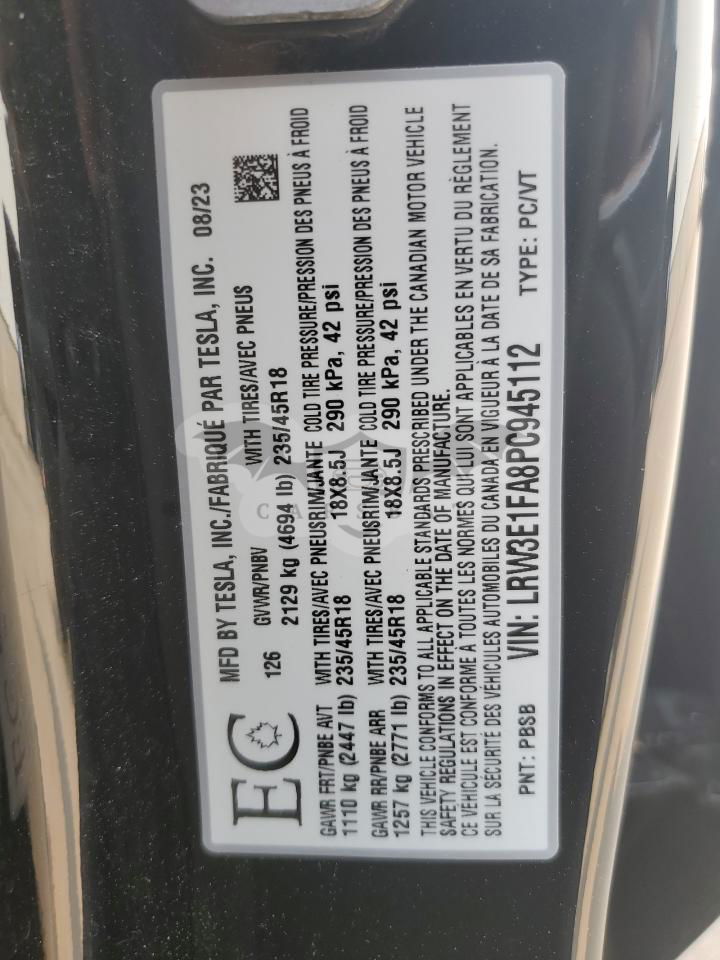 EC
MFD BY TESLA, INC./FABRIQUÉ PAR TESLA, INC. 08/23
126 GVWR/PNBV WITH TIRES/AVEC PNEUS
2129 kg (4694 lb) 235/45R18
GAWR FRT/PNBE AVT WITH TIRES/AVEC PNEUS RIM/JANTE COLD TIRE PRESSURE/PRESSION DES PNEUS À FROID
1110 kg (2447 lb) 235/45R18 18X8.5J 290 kPa, 42 psi
GAWR RR/PNBE ARR WITH TIRES/AVEC PNEUS RIM/JANTE COLD TIRE PRESSURE/PRESSION DES PNEUS À FROID
1257 kg (2771 lb) 235/45R18 18X8.5J 290 kPa, 42 psi
THIS VEHICLE CONFORMS TO ALL APPLICABLE STANDARDS PRESCRIBED UNDER THE CANADIAN MOTOR VEHICLE
SAFETY REGULATIONS IN EFFECT ON THE DATE OF MANUFACTURE.
CE VÉHICULE EST CONFORME À TOUTES LES NORMES QUI LUI SONT APPLICABLES EN VERTU DU RÈGLEMENT
SUR LA SÉCURITÉ DES VÉHICULES AUTOMOBILES DU CANADA EN VIGUEUR À LA DATE DE SA FABRICATION.
PNT: PBSB VIN: LRW3E1FA8PC945112 TYPE: PC/VT